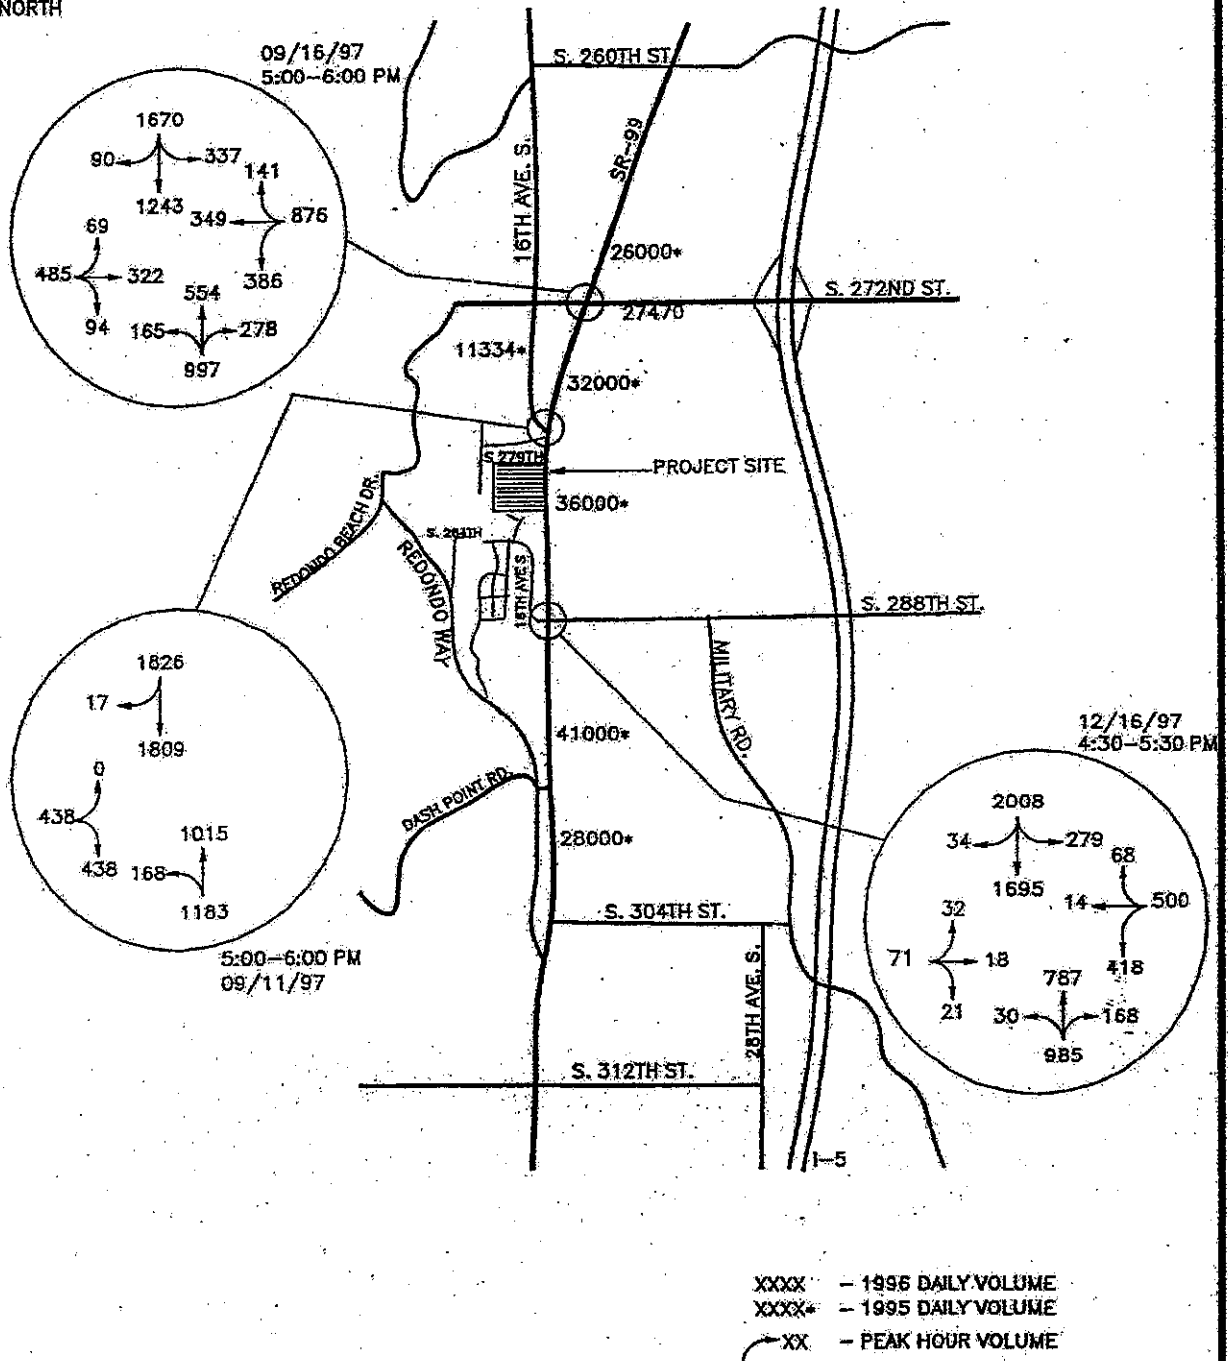 NORTH
09/16/97
5:00-6:00 PM
S. 260TH ST.
1670
90
337
141
1243
349
876
69
485
322
386
554
94
165
278
997
16TH AVE. S.
SR-99
26000*
S. 272ND ST.
27470
11334*
32000*
S 279TH
PROJECT SITE
36000*
REDONDO BEACH DR.
REDONDO WAY
16TH AVE S
S. 288TH ST.
MILITARY RD.
1826
17
1809
0
438
438
1015
168
1183
5:00-6:00 PM
09/11/97
41000*
DASH POINT RD.
28000*
12/16/97
4:30-5:30 PM
2008
34
279
68
1695
14
500
32
71
18
418
787
21
30
168
985
S. 304TH ST.
28TH AVE. S.
S. 312TH ST.
I-5
XXXX - 1996 DAILY VOLUME
XXXX* - 1995 DAILY VOLUME
XX - PEAK HOUR VOLUME